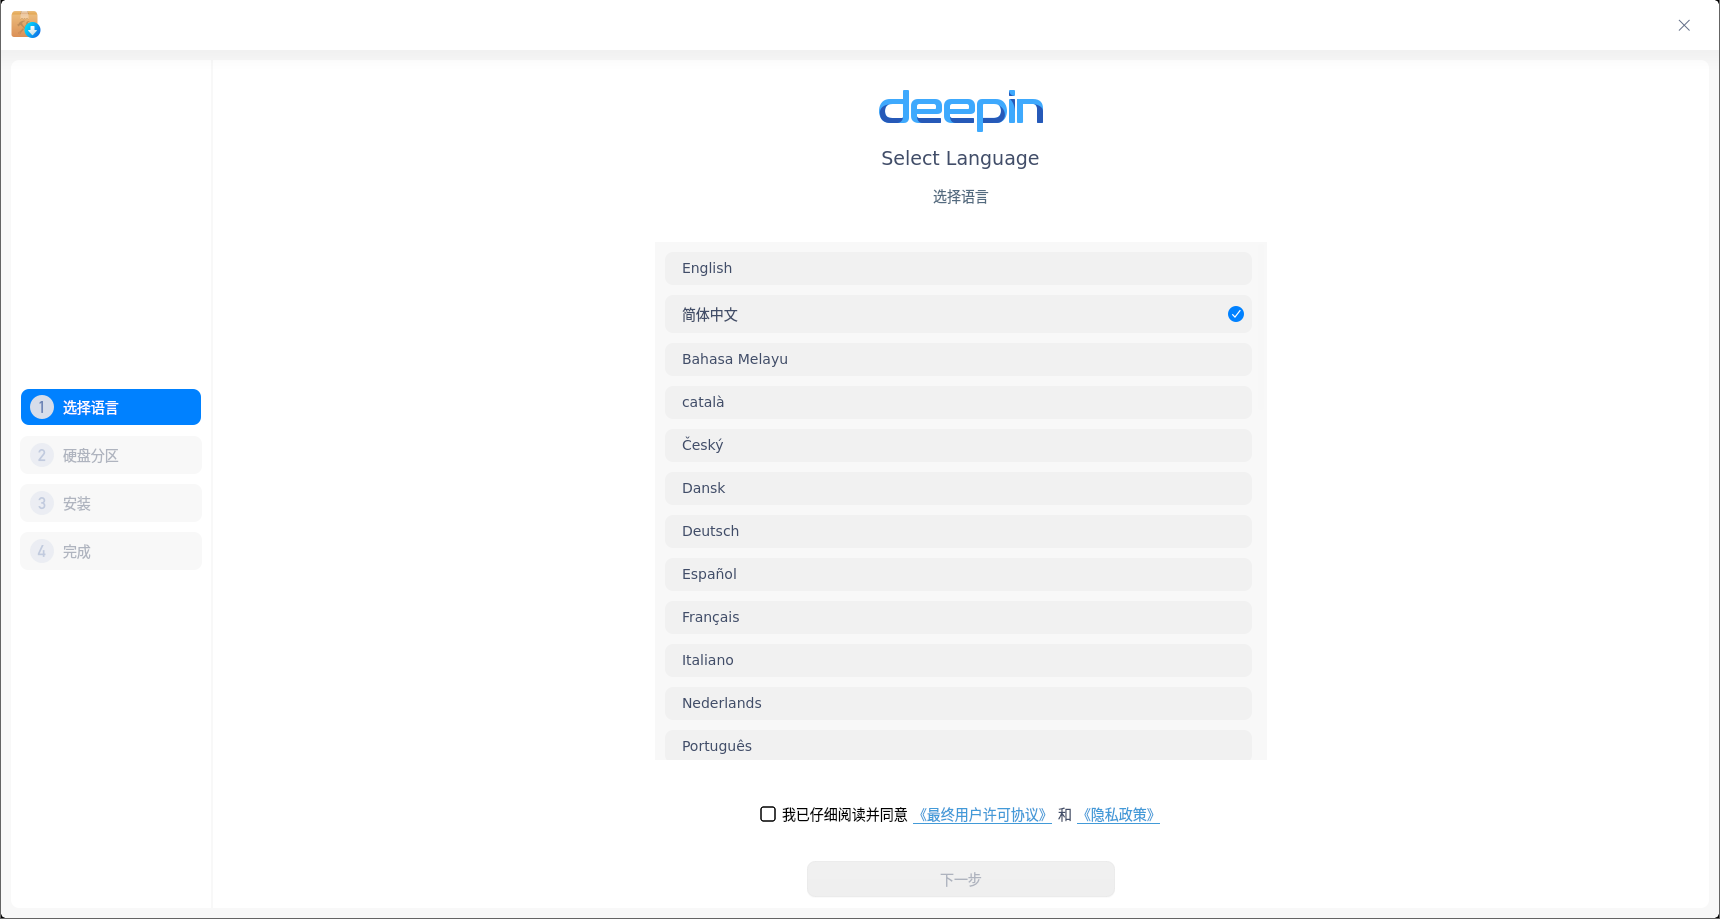 deepin
Select Language
选择语言
English
简体中文
Bahasa Melayu
català
Český
Dansk
Deutsch
Español
Français
Italiano
Nederlands
Português
1 选择语言
2 硬盘分区
3 安装
4 完成
我已仔细阅读并同意 《最终用户许可协议》 和 《隐私政策》
下一步